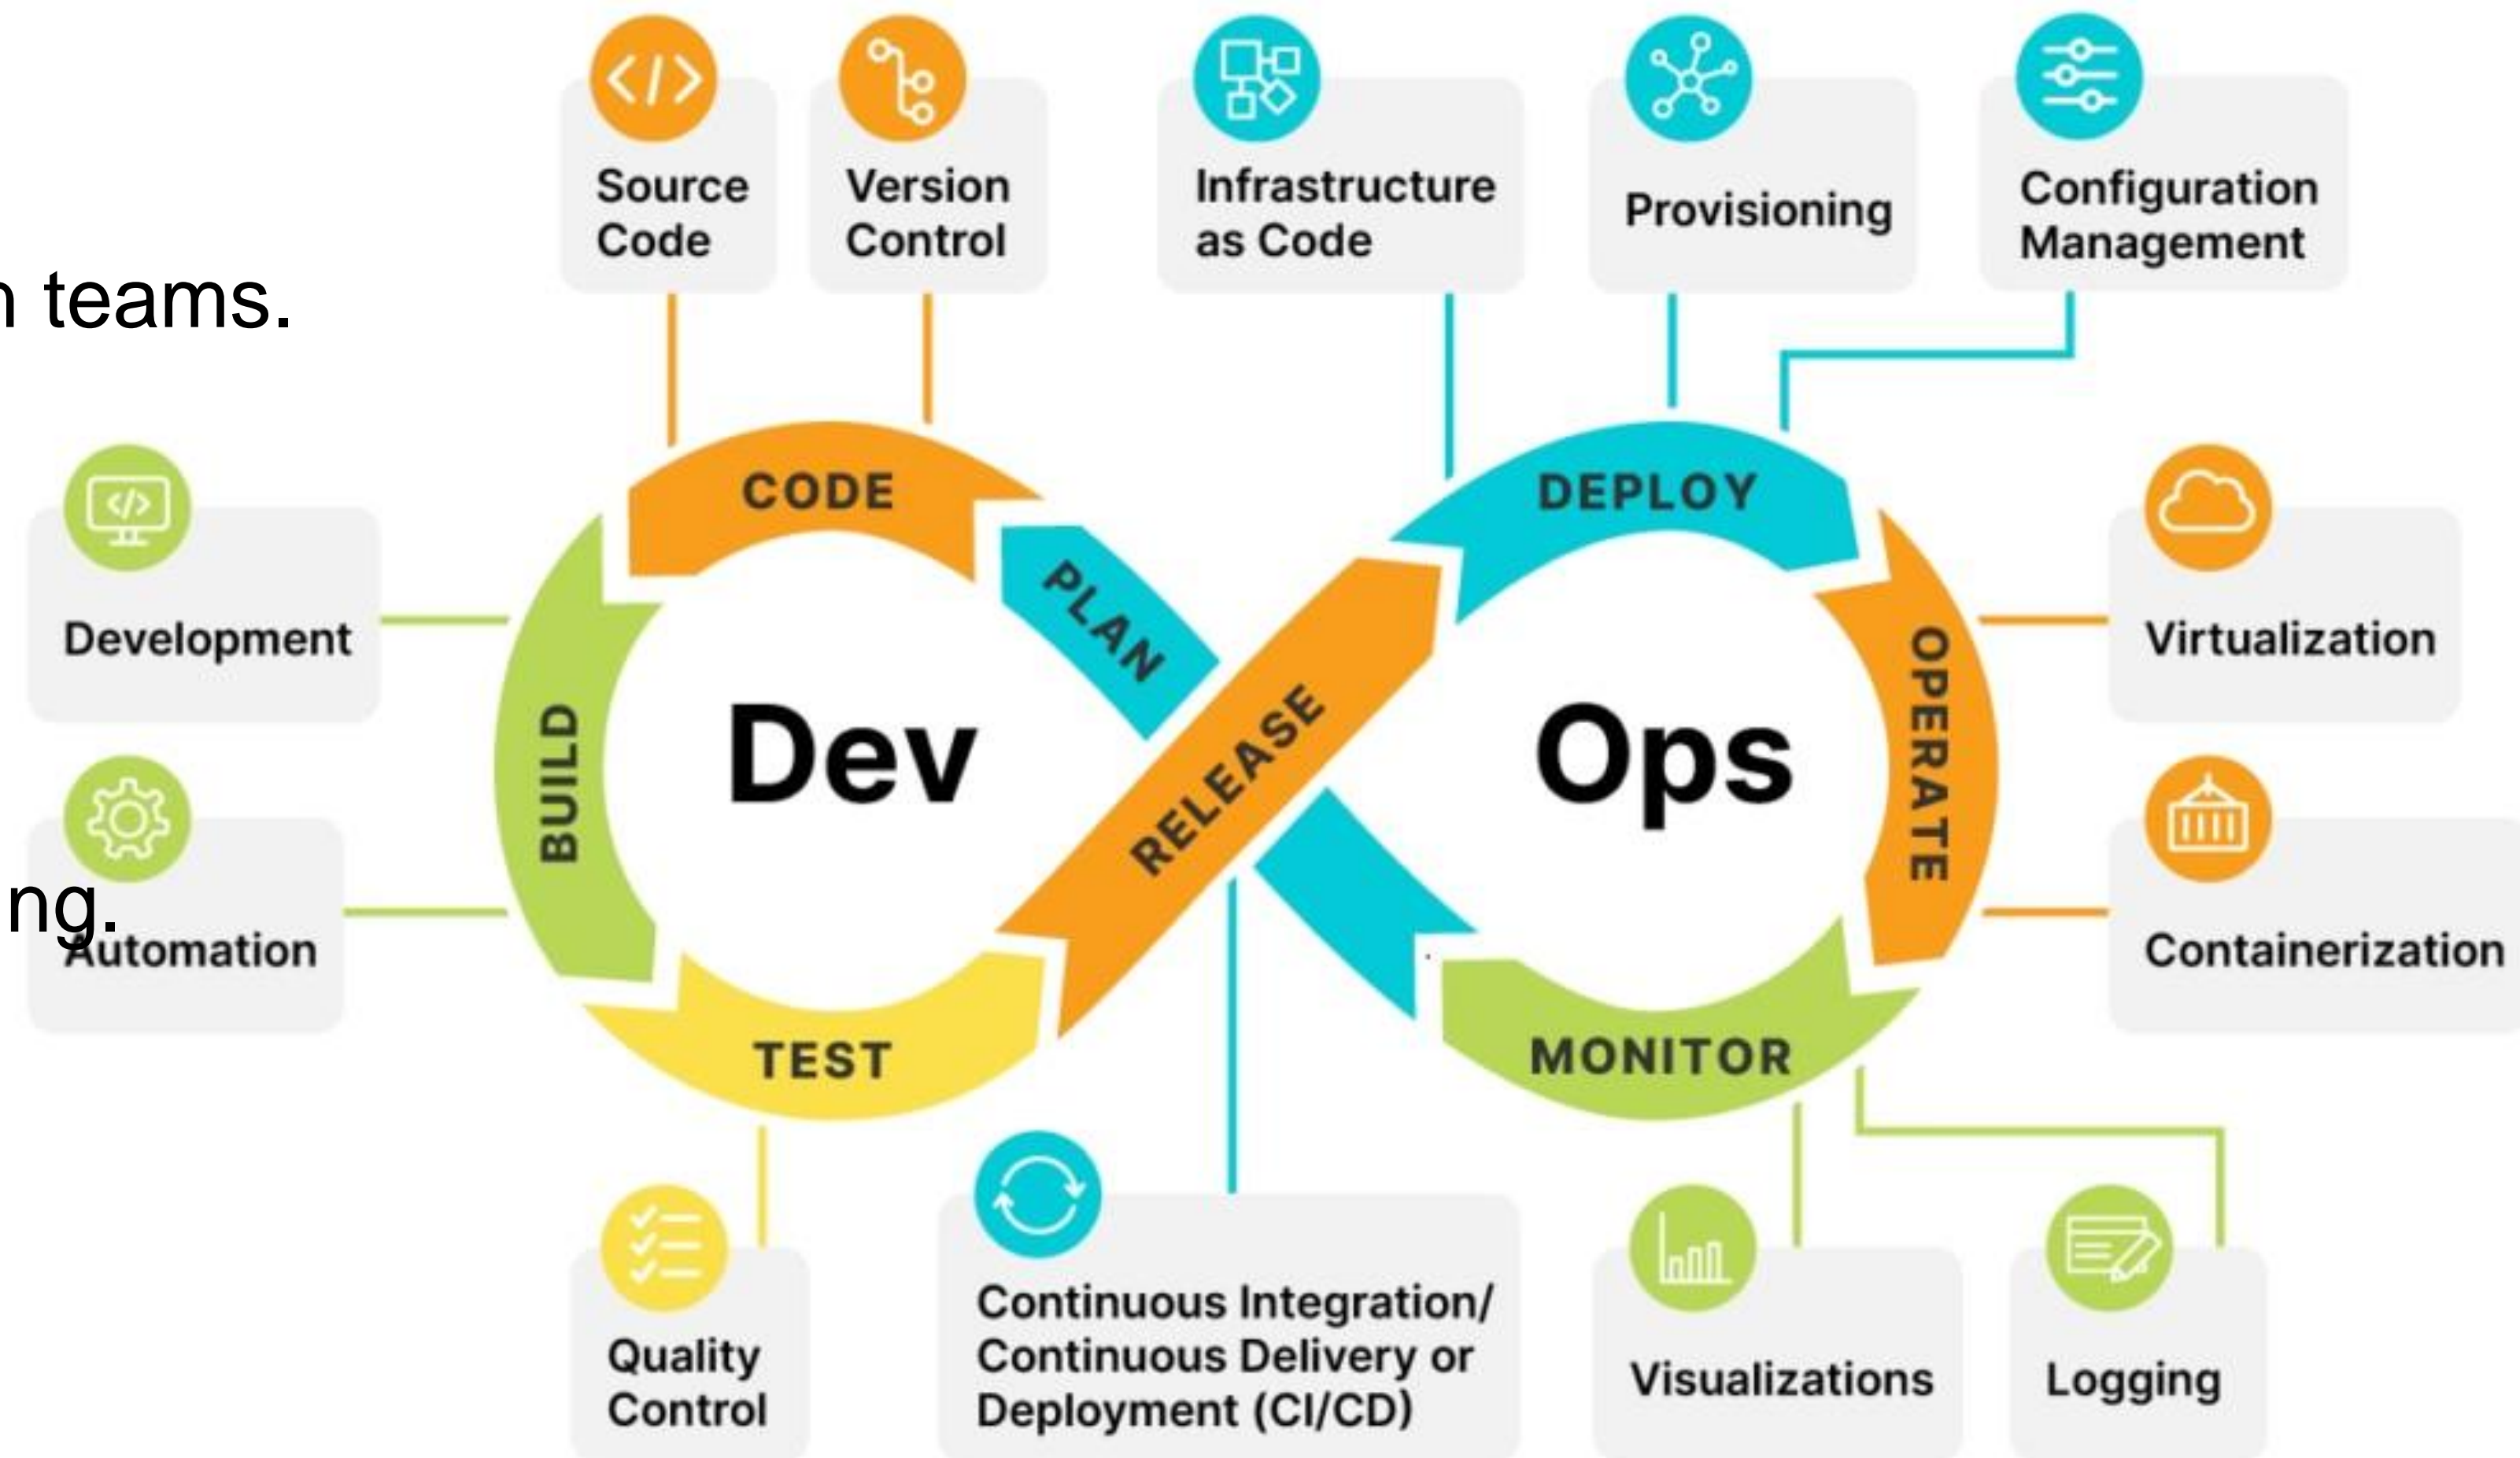 Source
Code
Version
Control
Infrastructure
as Code
Provisioning
Configuration
Management
teams.
CODE
DEPLOY
PLAN
Development
Virtualization
OPERATE
BUILD
Dev
Ops
RELEASE
ng.
Automation
Containerization
TEST
MONITOR
Quality
Control
Continuous Integration/
Continuous Delivery or
Deployment (CI/CD)
Visualizations
Logging